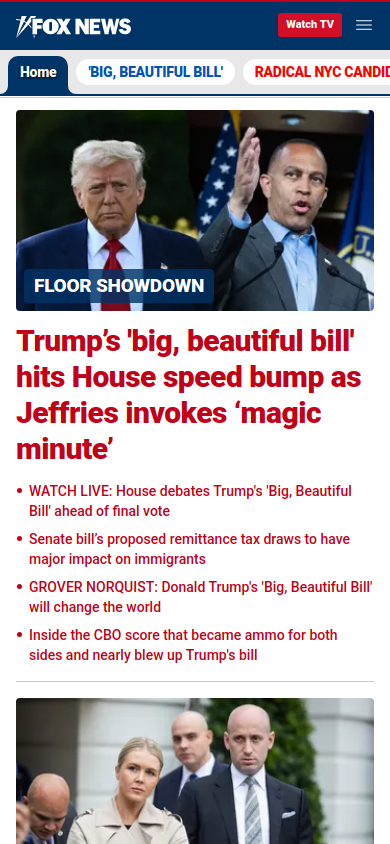 FOX NEWS
Watch TV
Home
'BIG, BEAUTIFUL BILL'
RADICAL NYC CANDID
FLOOR SHOWDOWN
Trump’s 'big, beautiful bill'
hits House speed bump as
Jeffries invokes ‘magic
minute’
• WATCH LIVE: House debates Trump's 'Big, Beautiful
Bill' ahead of final vote
• Senate bill’s proposed remittance tax draws to have
major impact on immigrants
• GROVER NORQUIST: Donald Trump's 'Big, Beautiful Bill'
will change the world
• Inside the CBO score that became ammo for both
sides and nearly blew up Trump's bill